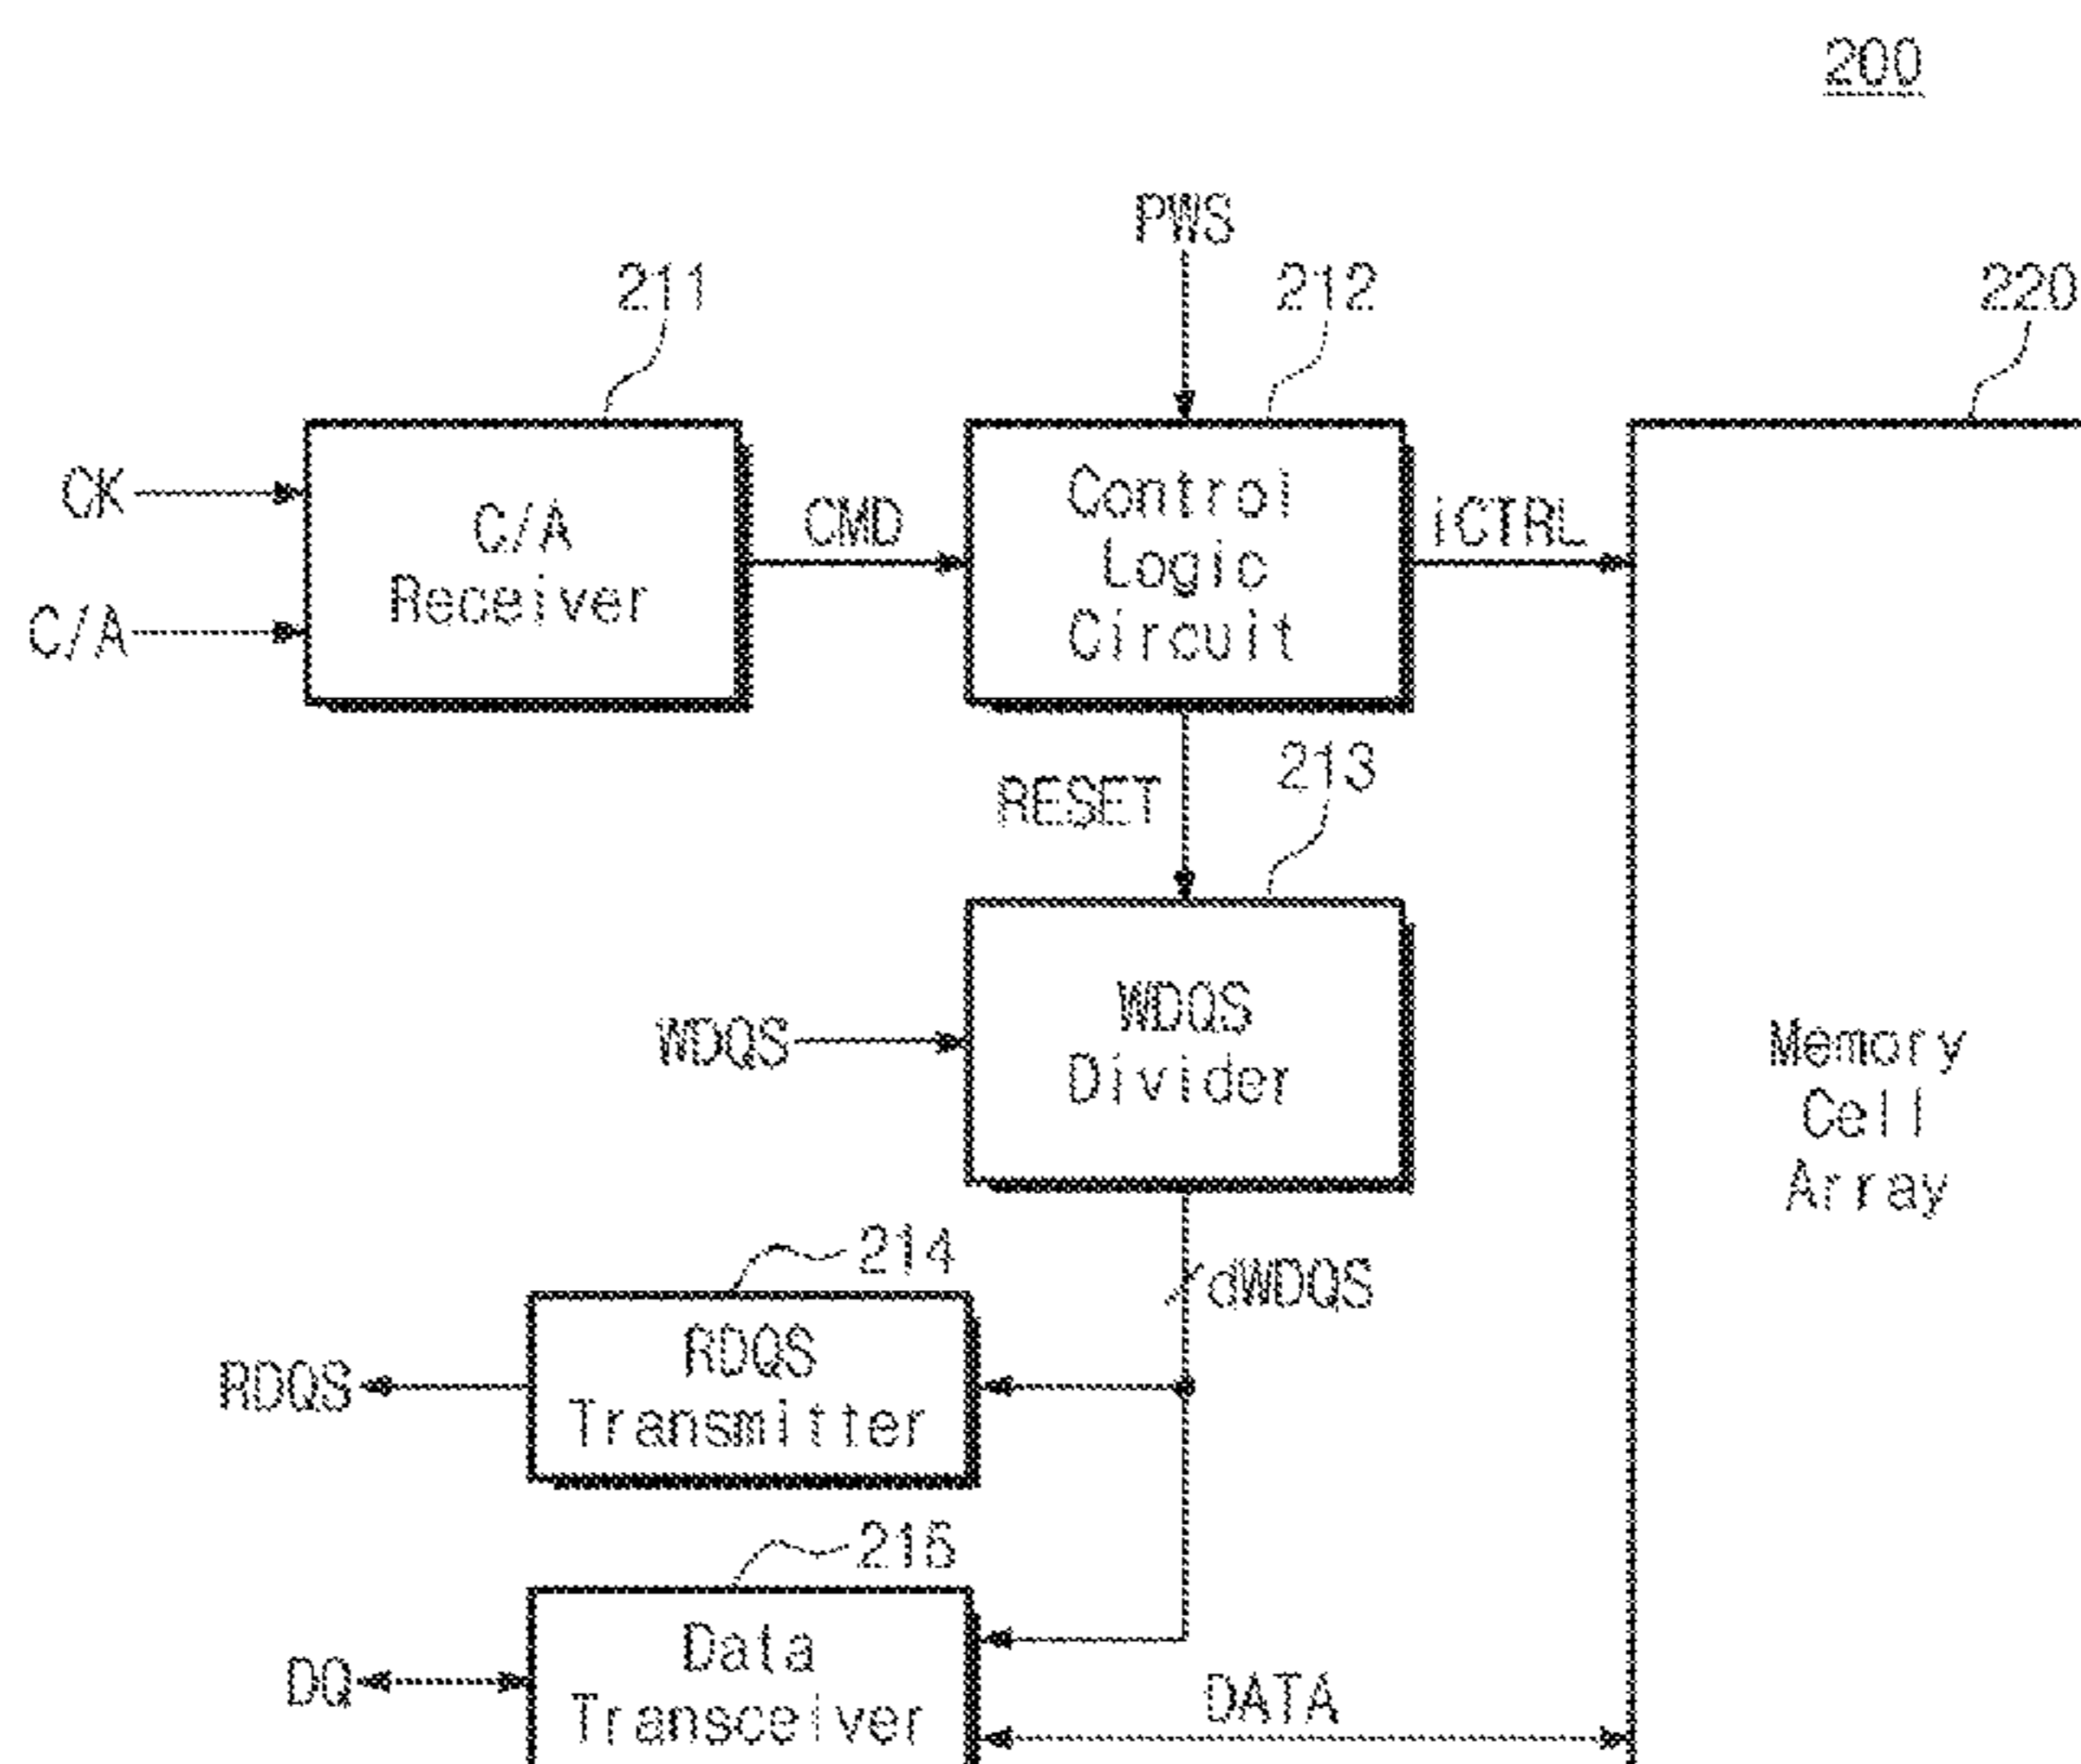 200
PWS
211
212
220
CK
C/A
C/A
Receiver
CMD
Control
Logic
Circuit
iCTRL
RESET
213
WDQS
WDQS
Divider
Memory
Cell
Array
214
dWDQS
RDQS
RDQS
Transmitter
215
DQ
Data
Transceiver
DATA